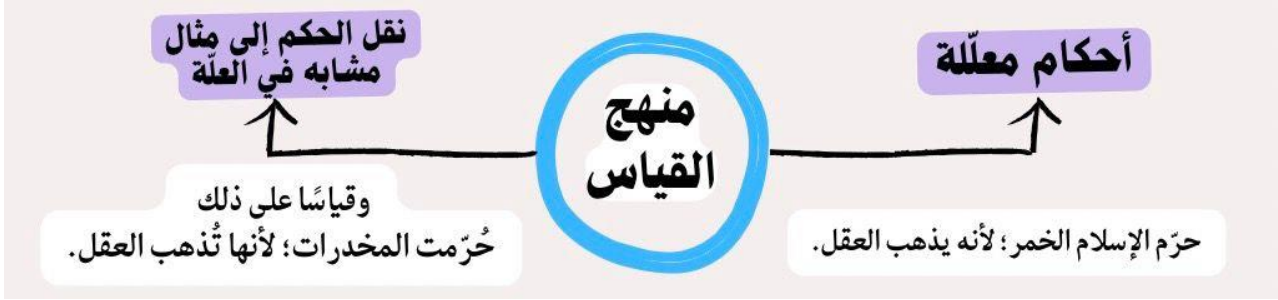 أحكام معلّلة
حرّم الإسلام الخمر؛ لأنه يذهب العقل.
منهج
القياس
نقل الحكم إلى مثال
مشابه في العلّة
وقياسًا على ذلك
حُرّمت المخدرات؛ لأنها تُذهب العقل.